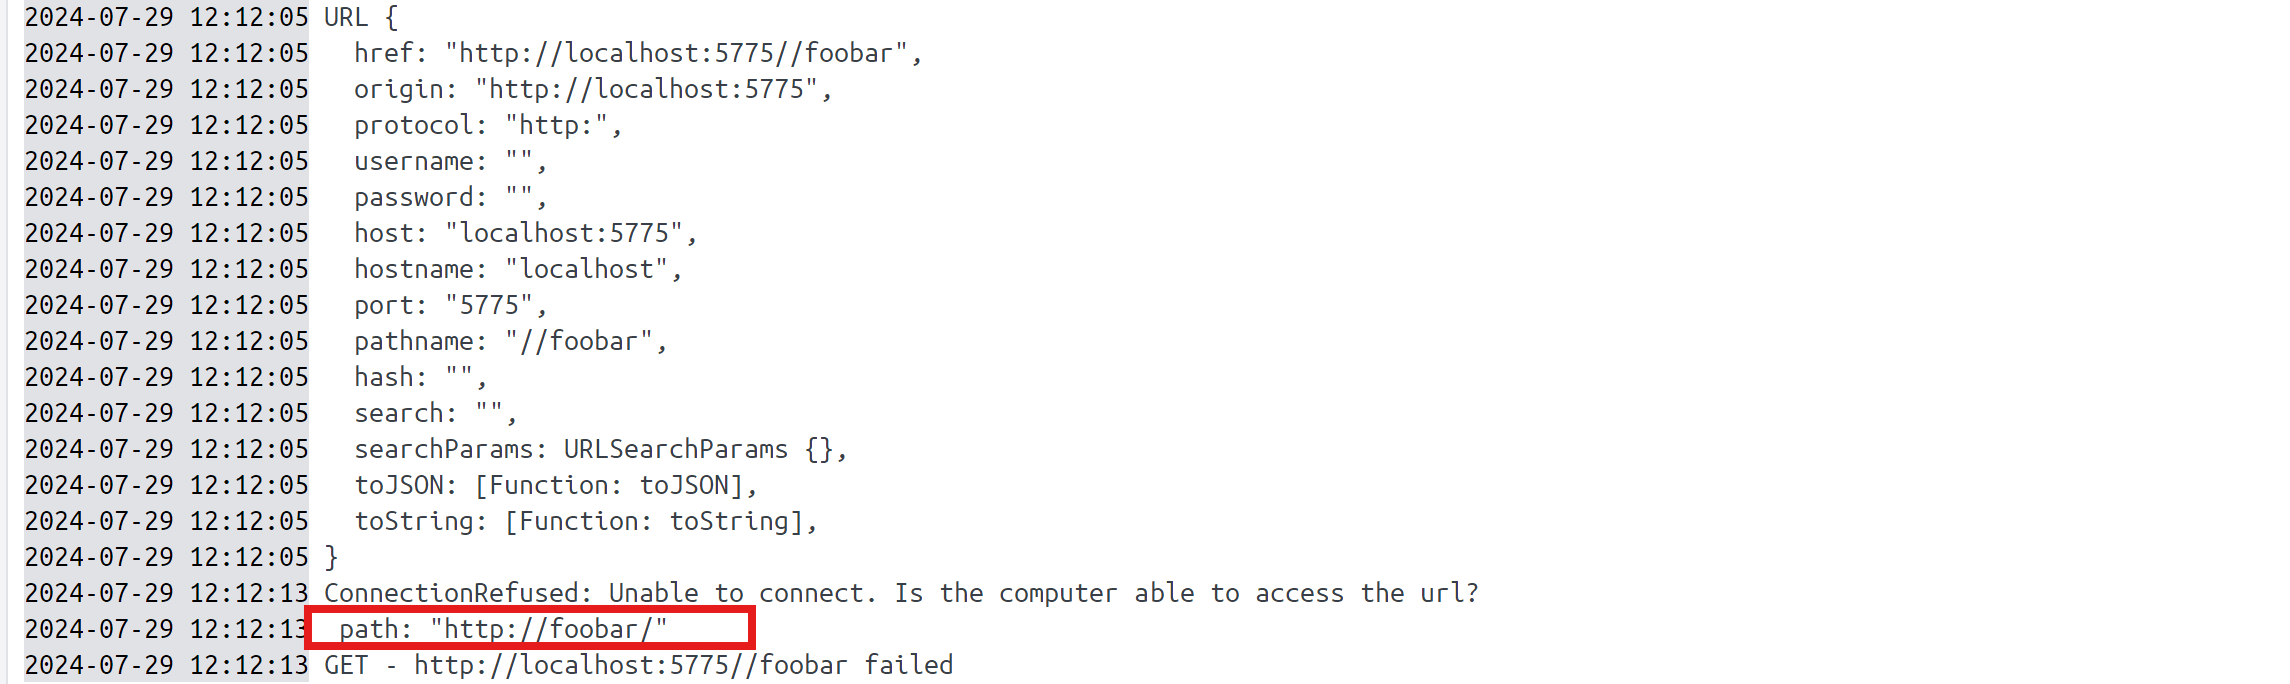 2024-07-29 12:12:05 URL {
2024-07-29 12:12:05   href: "http://localhost:5775//foobar",
2024-07-29 12:12:05   origin: "http://localhost:5775",
2024-07-29 12:12:05   protocol: "http:",
2024-07-29 12:12:05   username: "",
2024-07-29 12:12:05   password: "",
2024-07-29 12:12:05   host: "localhost:5775",
2024-07-29 12:12:05   hostname: "localhost",
2024-07-29 12:12:05   port: "5775",
2024-07-29 12:12:05   pathname: "//foobar",
2024-07-29 12:12:05   hash: "",
2024-07-29 12:12:05   search: "",
2024-07-29 12:12:05   searchParams: URLSearchParams {},
2024-07-29 12:12:05   toJSON: [Function: toJSON],
2024-07-29 12:12:05   toString: [Function: toString],
2024-07-29 12:12:05 }
2024-07-29 12:12:13 ConnectionRefused: Unable to connect. Is the computer able to access the url?
2024-07-29 12:12:13  path: "http://foobar/"
2024-07-29 12:12:13 GET - http://localhost:5775//foobar failed